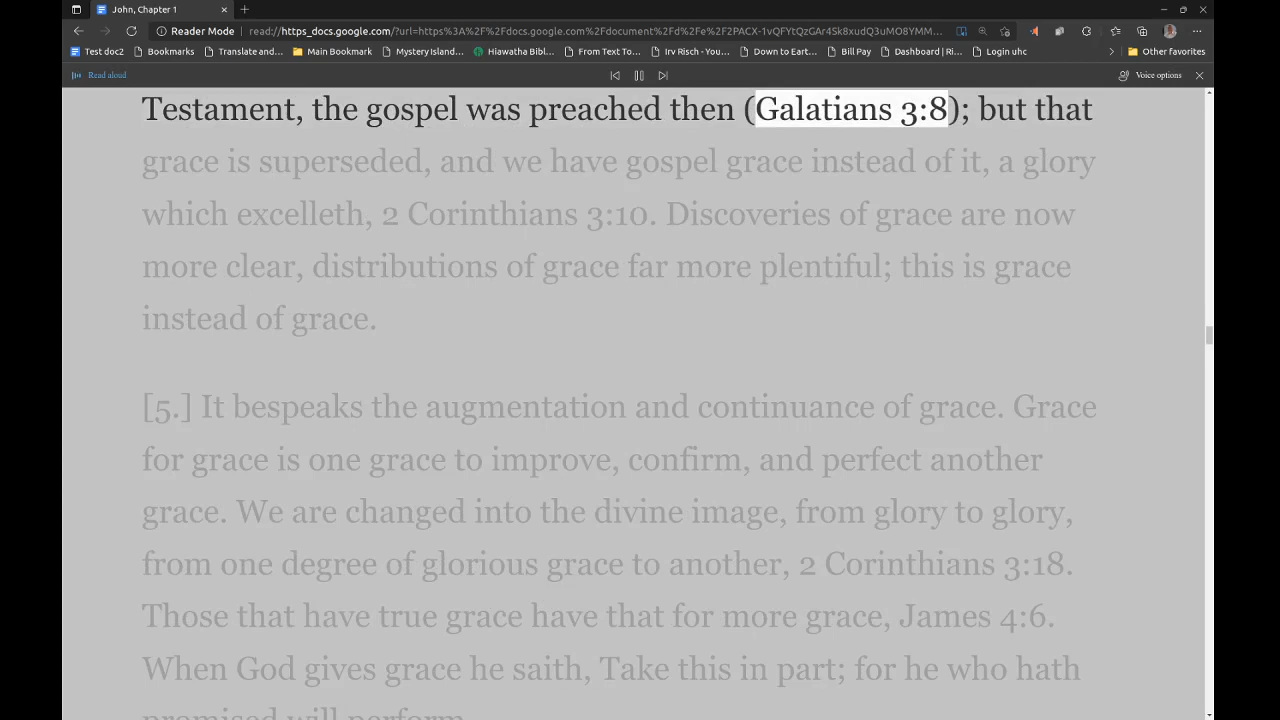 John, Chapter 1
Reader Mode
read://https_docs.google.com/?url=https%3A%2F%2Fdocs.google.com%2Fdocument%2Fd%2Fe%2F2PACX-1vQFYtQzGAr4Sk8xudQ3uMO8YMM...
Test doc2
Bookmarks
Translate and...
Main Bookmark
Mystery Island...
Hiawatha Bibl...
From Text To...
Irv Risch - You...
Down to Eart...
Bill Pay
Dashboard | Ri...
Login uhc
Other favorites
Read aloud
Voice options
Testament, the gospel was preached then (Galatians 3:8); but that
grace is superseded, and we have gospel grace instead of it, a glory
which excelleth, 2 Corinthians 3:10. Discoveries of grace are now
more clear, distributions of grace far more plentiful; this is grace
instead of grace.
[5.] It bespeaks the augmentation and continuance of grace. Grace
for grace is one grace to improve, confirm, and perfect another
grace. We are changed into the divine image, from glory to glory,
from one degree of glorious grace to another, 2 Corinthians 3:18.
Those that have true grace have that for more grace, James 4:6.
When God gives grace he saith, Take this in part; for he who hath
promised will perform.